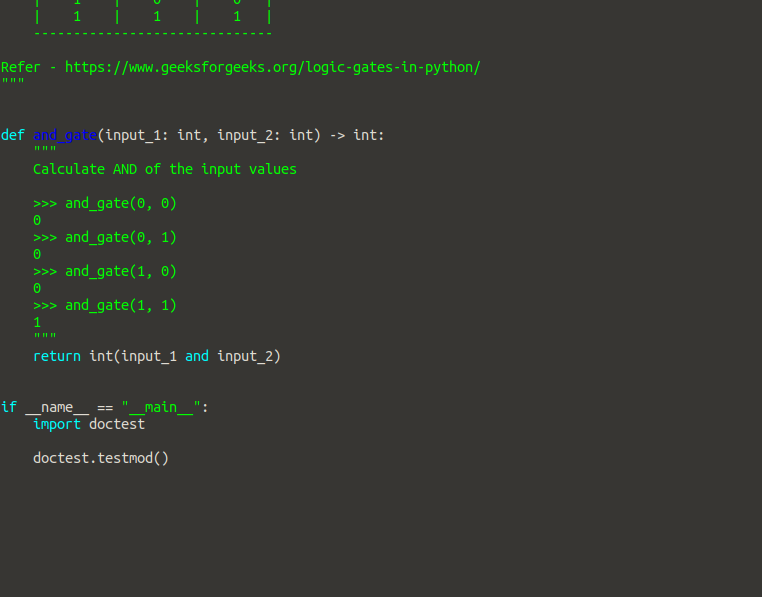 |    1    |    0    |    0   |
|    1    |    1    |    1   |
------------------------------

Refer - https://www.geeksforgeeks.org/logic-gates-in-python/
"""


def and_gate(input_1: int, input_2: int) -> int:
    """
    Calculate AND of the input values

    >>> and_gate(0, 0)
    0
    >>> and_gate(0, 1)
    0
    >>> and_gate(1, 0)
    0
    >>> and_gate(1, 1)
    1
    """
    return int(input_1 and input_2)


if __name__ == "__main__":
    import doctest

    doctest.testmod()